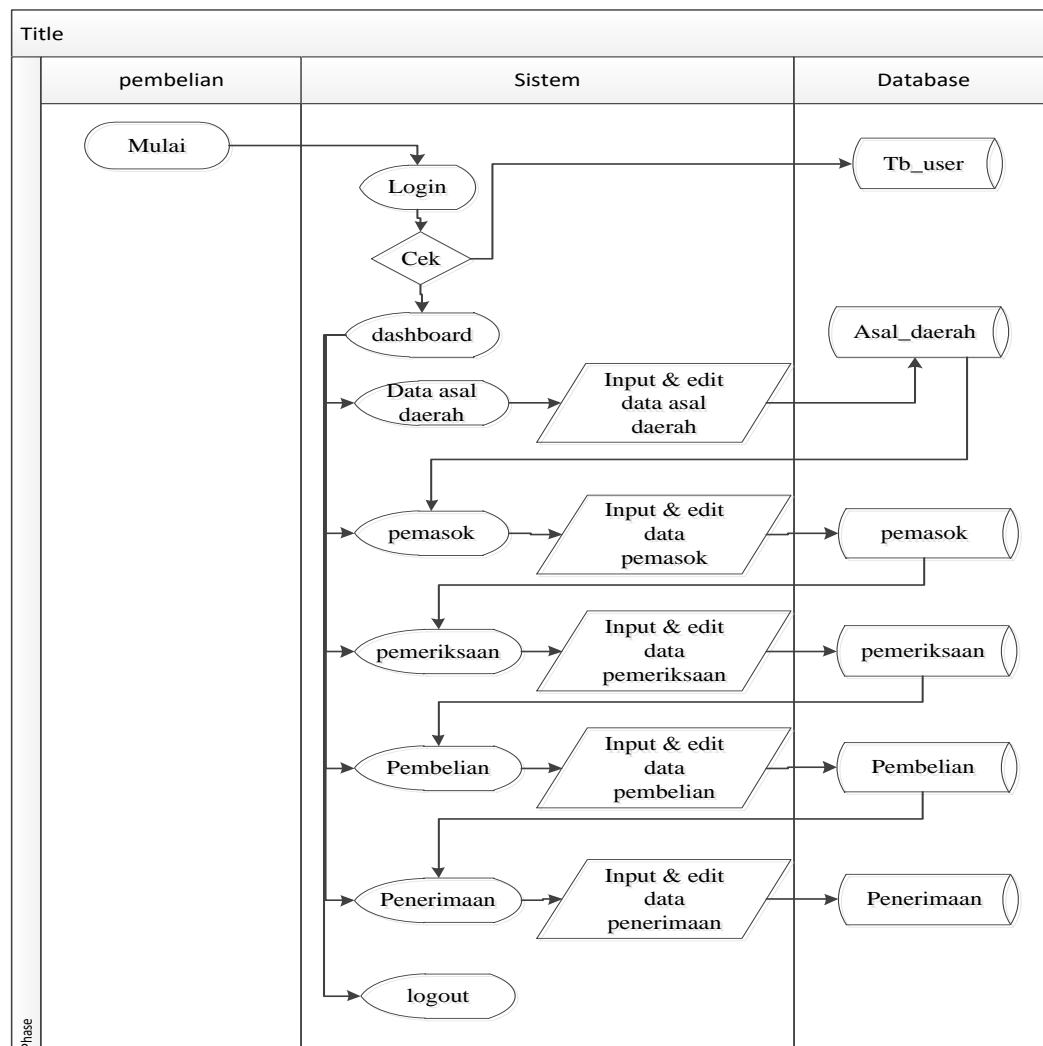 Title
pembelian
Sistem
Database
Mulai
Login
Tb_user
Cek
dashboard
Asal_daerah
Data asal
daerah
Input & edit
data asal
daerah
pemasok
Input & edit
data
pemasok
pemasok
pemeriksaan
Input & edit
data
pemeriksaan
pemeriksaan
Pembelian
Input & edit
data
pembelian
Pembelian
Penerimaan
Input & edit
data
penerimaan
Penerimaan
logout
Phase